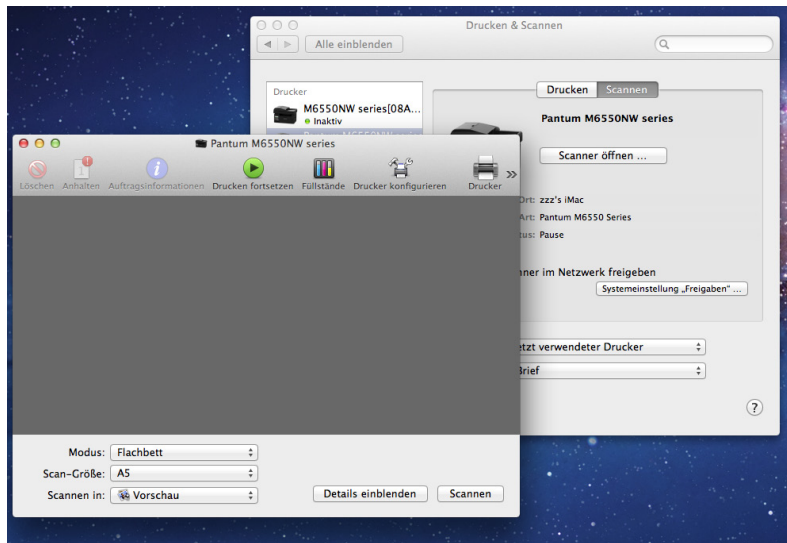 Drucken & Scannen
Alle einblenden
Drucker
M6550NW series[08A...
Inaktiv
Drucken Scannen
Pantum M6550NW series
Scanner öffnen ...
Ort: zzz's iMac
Art: Pantum M6550 Series
tus: Pause
nner im Netzwerk freigeben
Systemeinstellung „Freigaben“ ...
etzt verwendeter Drucker
Brief
?
Pantum M6550NW series
Löschen Anhalten Auftragsinformationen Drucken fortsetzen Füllstände Drucker konfigurieren Drucker
Modus: Flachbett
Scan-Größe: A5
Scannen in: Vorschau
Details einblenden Scannen